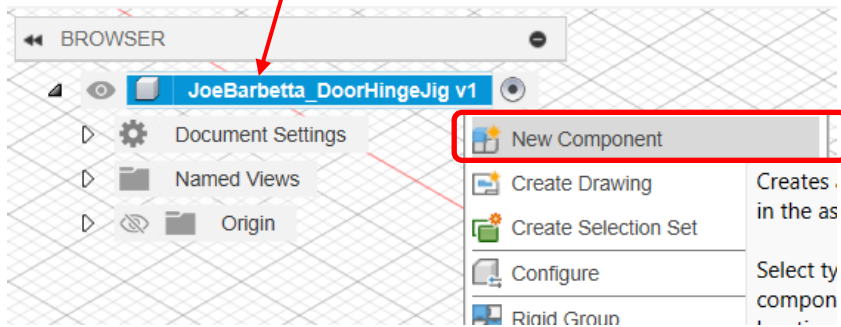 BROWSER
JoeBarbetta_DoorHingeJig v1
Document Settings
Named Views
Origin
New Component
Create Drawing
Create Selection Set
Configure
Rigid Group
Creates
in the as
Select ty
compon